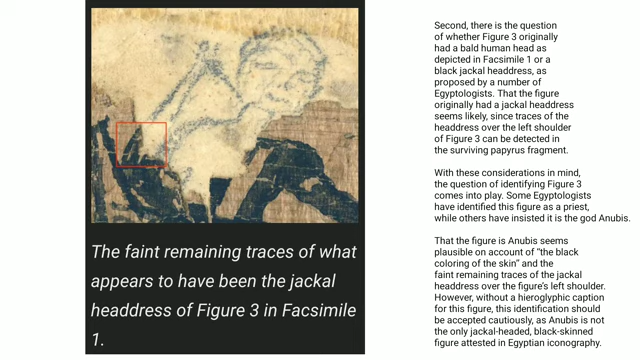 The faint remaining traces of what
appears to have been the jackal
headdress of Figure 3 in Facsimile
1.
Second, there is the question
of whether Figure 3 originally
had a bald human head as
depicted in Facsimile 1 or a
black jackal headdress, as
proposed by a number of
Egyptologists. That the figure
originally had a jackal headdress
seems likely, since traces of the
headdress over the left shoulder
of Figure 3 can be detected in
the surviving papyrus fragment.
With these considerations in mind,
the question of identifying Figure 3
comes into play. Some Egyptologists
have identified this figure as a priest,
while others have insisted it is the god Anubis.
That the figure is Anubis seems
plausible on account of “the black
coloring of the skin” and the
faint remaining traces of the jackal
headdress over the figure’s left shoulder.
However, without a hieroglyphic caption
for this figure, this identification should
be accepted cautiously, as Anubis is not
the only jackal-headed, black-skinned
figure attested in Egyptian iconography.